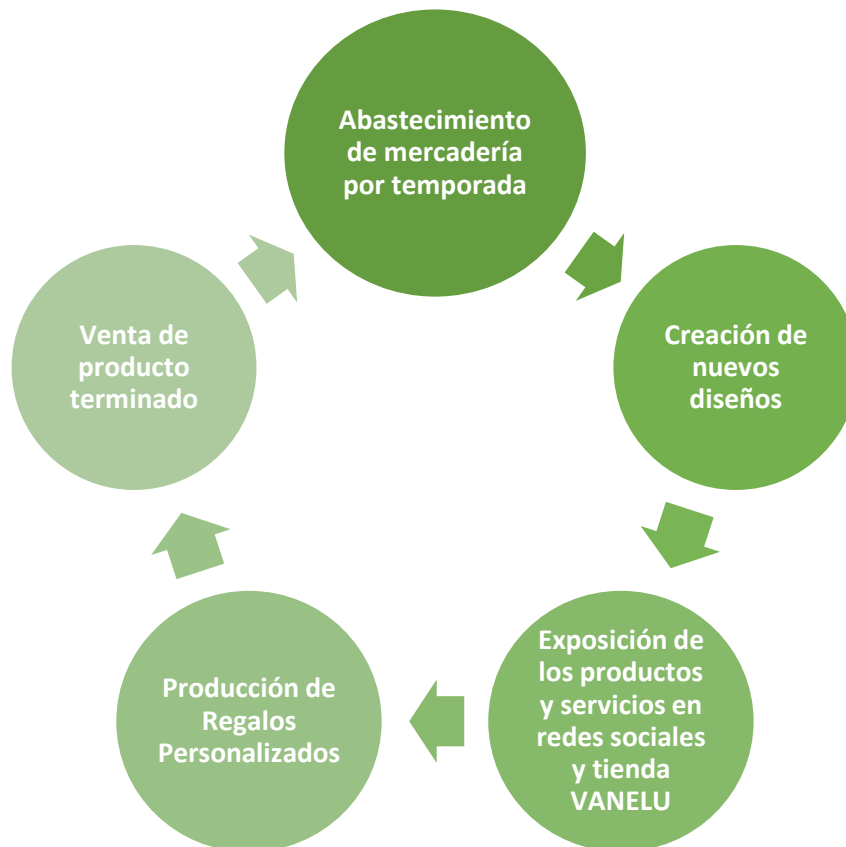 Abastecimiento
de mercadería
por temporada
Creación de
nuevos
diseños
Exposición de
los productos
y servicios en
redes sociales
y tienda
VANELU
Producción de
Regalos
Personalizados
Venta de
producto
terminado